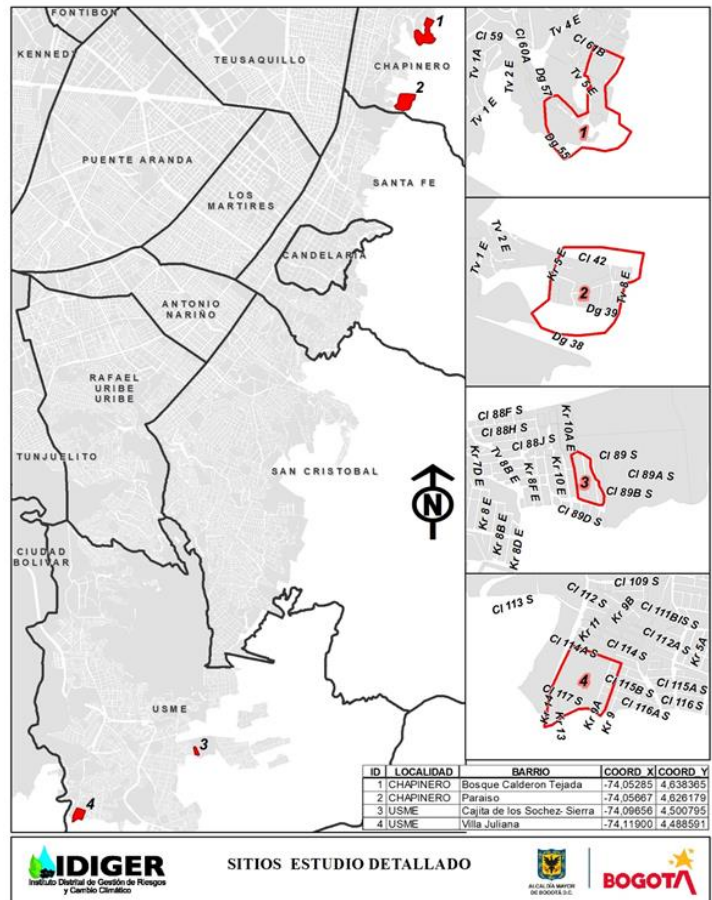 FONTIBON
KENNEDY
TEUSAQUILLO
CHAPINERO
1
2
PUENTE ARANDA
LOS
MARTIRES
SANTA FE
CANDELARIA
ANTONIO
NARIÑO
RAFAEL
URIBE
URIBE
TUNJUELITO
SAN CRISTOBAL
N
CIUDAD
BOLIVAR
USME
3
4
Cl 59
Cl 60A
Tv 4 E
Cl 61B
Tv 1A
Tv 2 E
Tv 1 E
Dg 57
Tv 5 E
1
Dg 55
Tv 2 E
Tv 1 E
Kr 5 E
Cl 42
2
Tv 8 E
Dg 39
Dg 38
Cl 88F S
Cl 88H S
Cl 88J S
Kr 10A E
Kr 7D E
Tv 8B E
Kr 8F E
Kr 10 E
Cl 89 S
3
Cl 89A S
Cl 89B S
Kr 8 E
Kr 8B E
Kr 8D E
Cl 89D S
Cl 109 S
Cl 113 S
Cl 112 S
Kr 9B
Cl 111BIS S
Kr 11
Cl 112A S
Kr 5A
Cl 114A S
Cl 114 S
4
Cl 115B S
Cl 115A S
Cl 117 S
Cl 116 S
Cl 116A S
Kr 14
Kr 13
Kr 9A
Kr 9
ID LOCALIDAD BARRIO COORD_X COORD_Y
1 CHAPINERO Bosque Calderon Tejada -74,05285 4,638365
2 CHAPINERO Paraiso -74,05667 4,626179
3 USME Cajita de los Sochez- Sierra -74,09656 4,500795
4 USME Villa Juliana -74,11900 4,488591
IDIGER
Instituto Distrital de Gestión de Riesgos
y Cambio Climático
SITIOS ESTUDIO DETALLADO
ALCALDÍA MAYOR
DE BOGOTÁ D.C.
BOGOTÁ